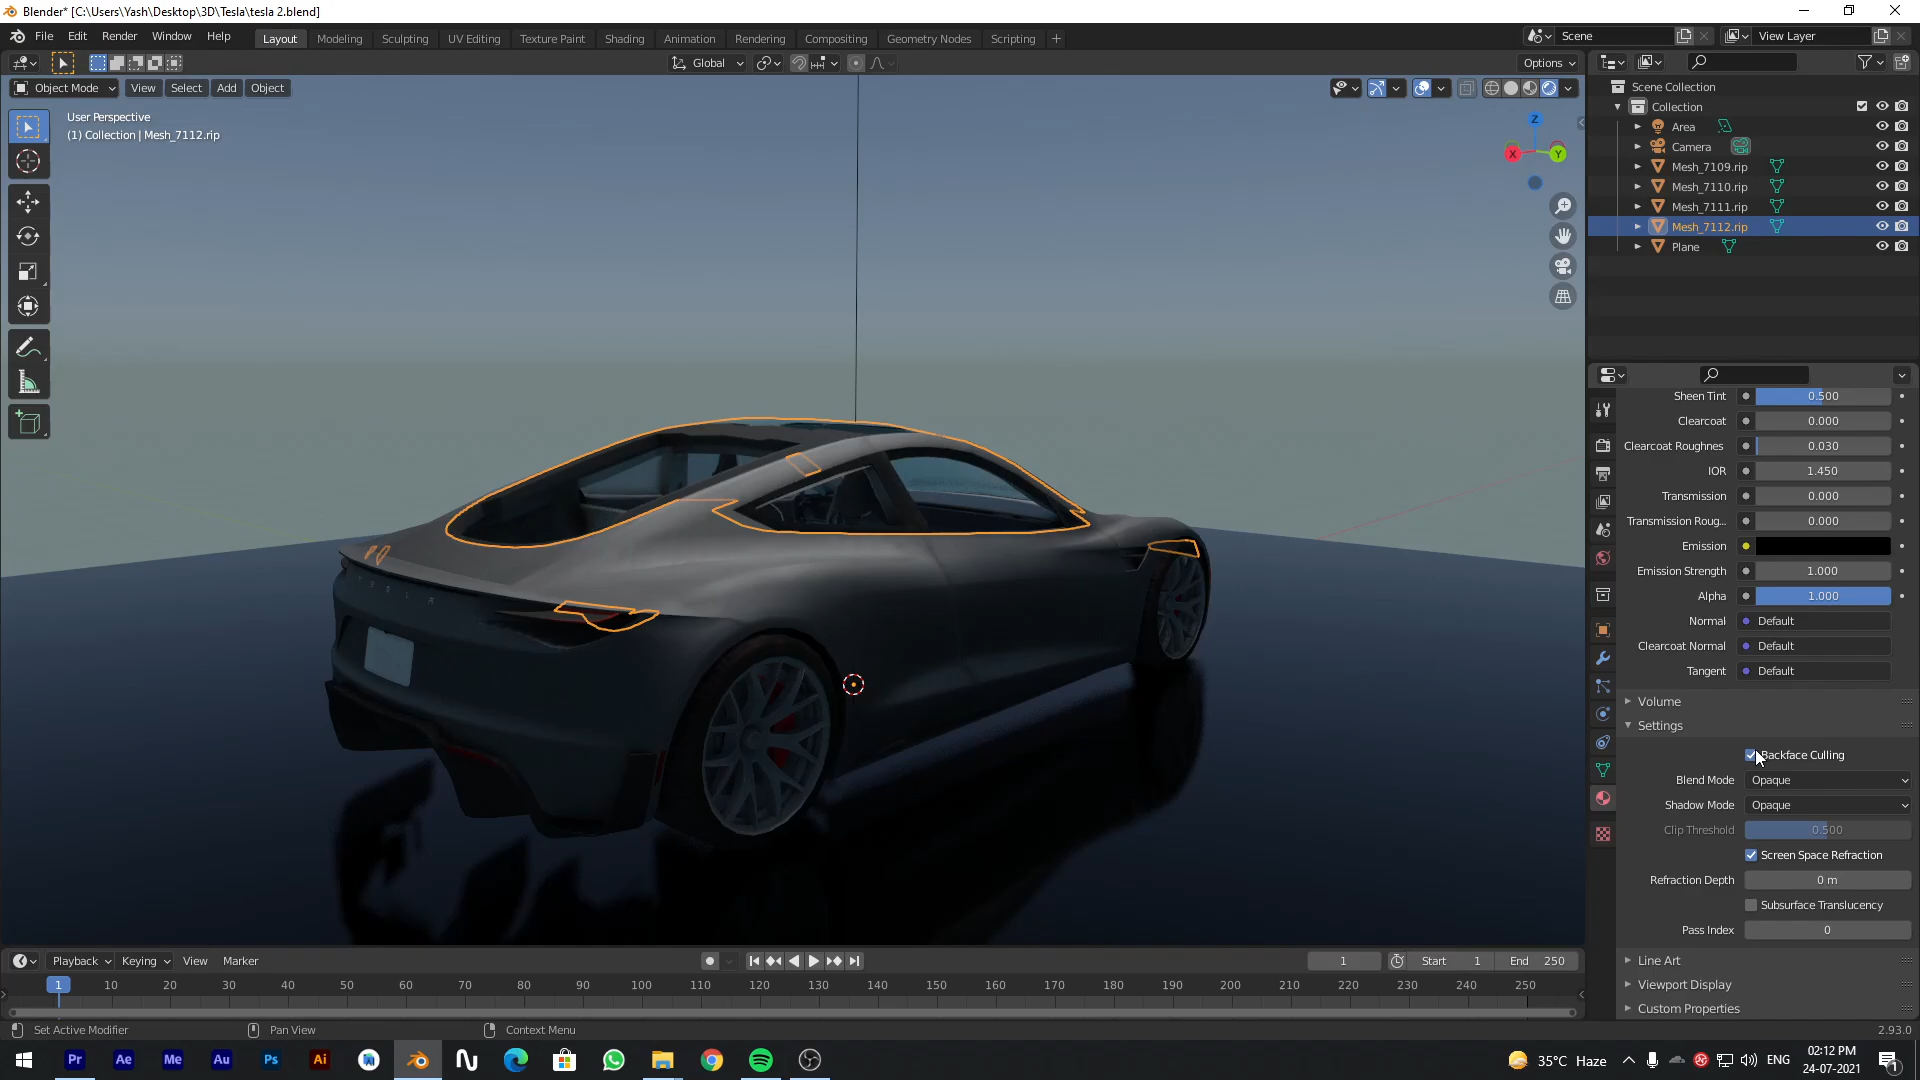 Blender* [C:\Users\Yash\Desktop\3D\Tesla\tesla 2.blend]
File Edit Render Window Help
Layout Modeling Sculpting UV Editing Texture Paint Shading Animation Rendering Compositing Geometry Nodes Scripting +
Scene
View Layer
Global
Options
Object Mode View Select Add Object
User Perspective
(1) Collection | Mesh_7112.rip
Z
X
Y
Scene Collection
Collection
Area
Camera
Mesh_7109.rip
Mesh_7110.rip
Mesh_7111.rip
Mesh_7112.rip
Plane
Sheen Tint 0.500
Clearcoat 0.000
Clearcoat Roughnes 0.030
IOR 1.450
Transmission 0.000
Transmission Roug... 0.000
Emission
Emission Strength 1.000
Alpha 1.000
Normal Default
Clearcoat Normal Default
Tangent Default
Volume
Settings
Backface Culling
Blend Mode Opaque
Shadow Mode Opaque
Clip Threshold 0.500
Screen Space Refraction
Refraction Depth 0 m
Subsurface Translucency
Pass Index 0
Line Art
Viewport Display
Custom Properties
TESLA
Playback Keying View Marker
1 Start 1 End 250
1 10 20 30 40 50 60 70 80 90 100 110 120 130 140 150 160 170 180 190 200 210 220 230 240 250
Set Active Modifier Pan View Context Menu 2.93.0
Pr Ae Me Au Ps Ai
35°C Haze
ENG
02:12 PM
24-07-2021
1